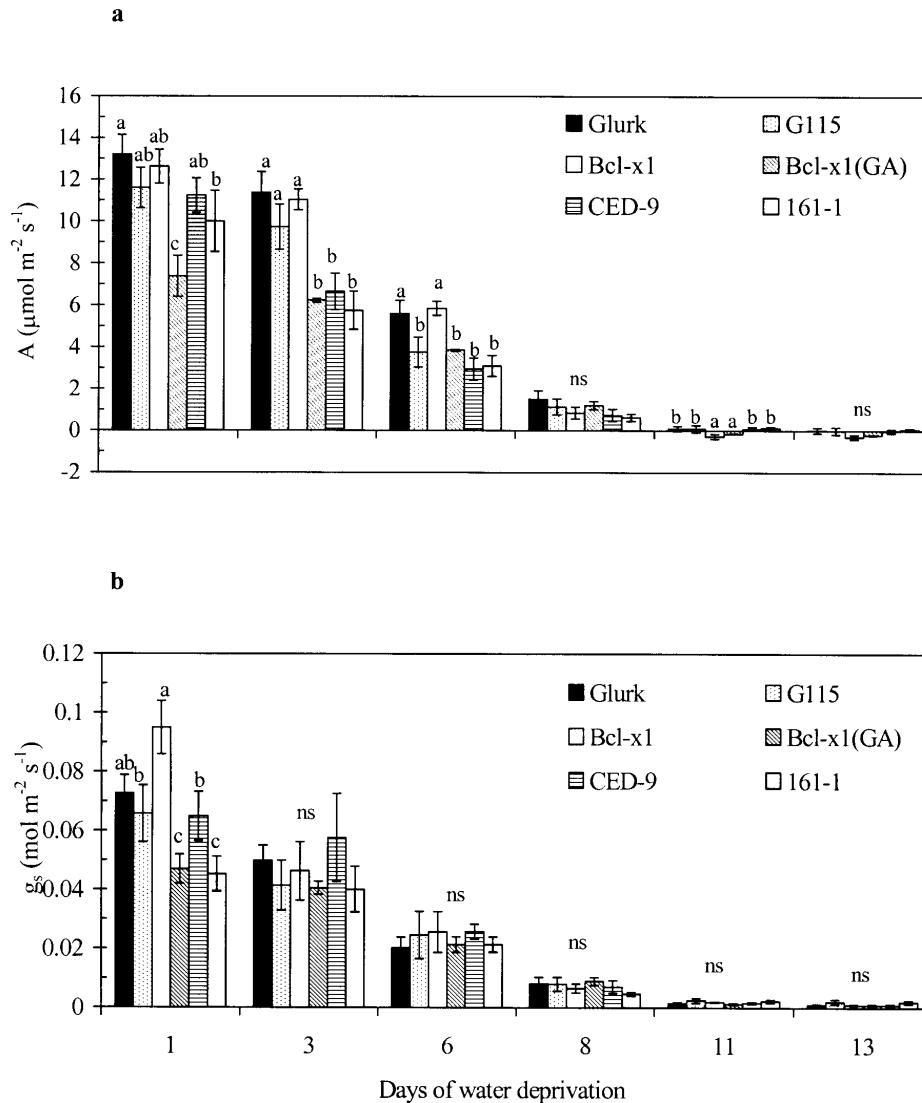 a
16
14
12
10
8
6
4
2
0
-2
A (µmol m⁻² s⁻¹)
Glurk
G115
Bcl-x1
Bcl-x1(GA)
CED-9
161-1
a ab ab c ab b
a a a b b b
a b a b b b
ns
b b a a b b
ns
b
0.12
0.1
0.08
0.06
0.04
0.02
0
gs (mol m⁻² s⁻¹)
Glurk
G115
Bcl-x1
Bcl-x1(GA)
CED-9
161-1
ab b a c b c
ns
ns
ns
ns
ns
1 3 6 8 11 13
Days of water deprivation